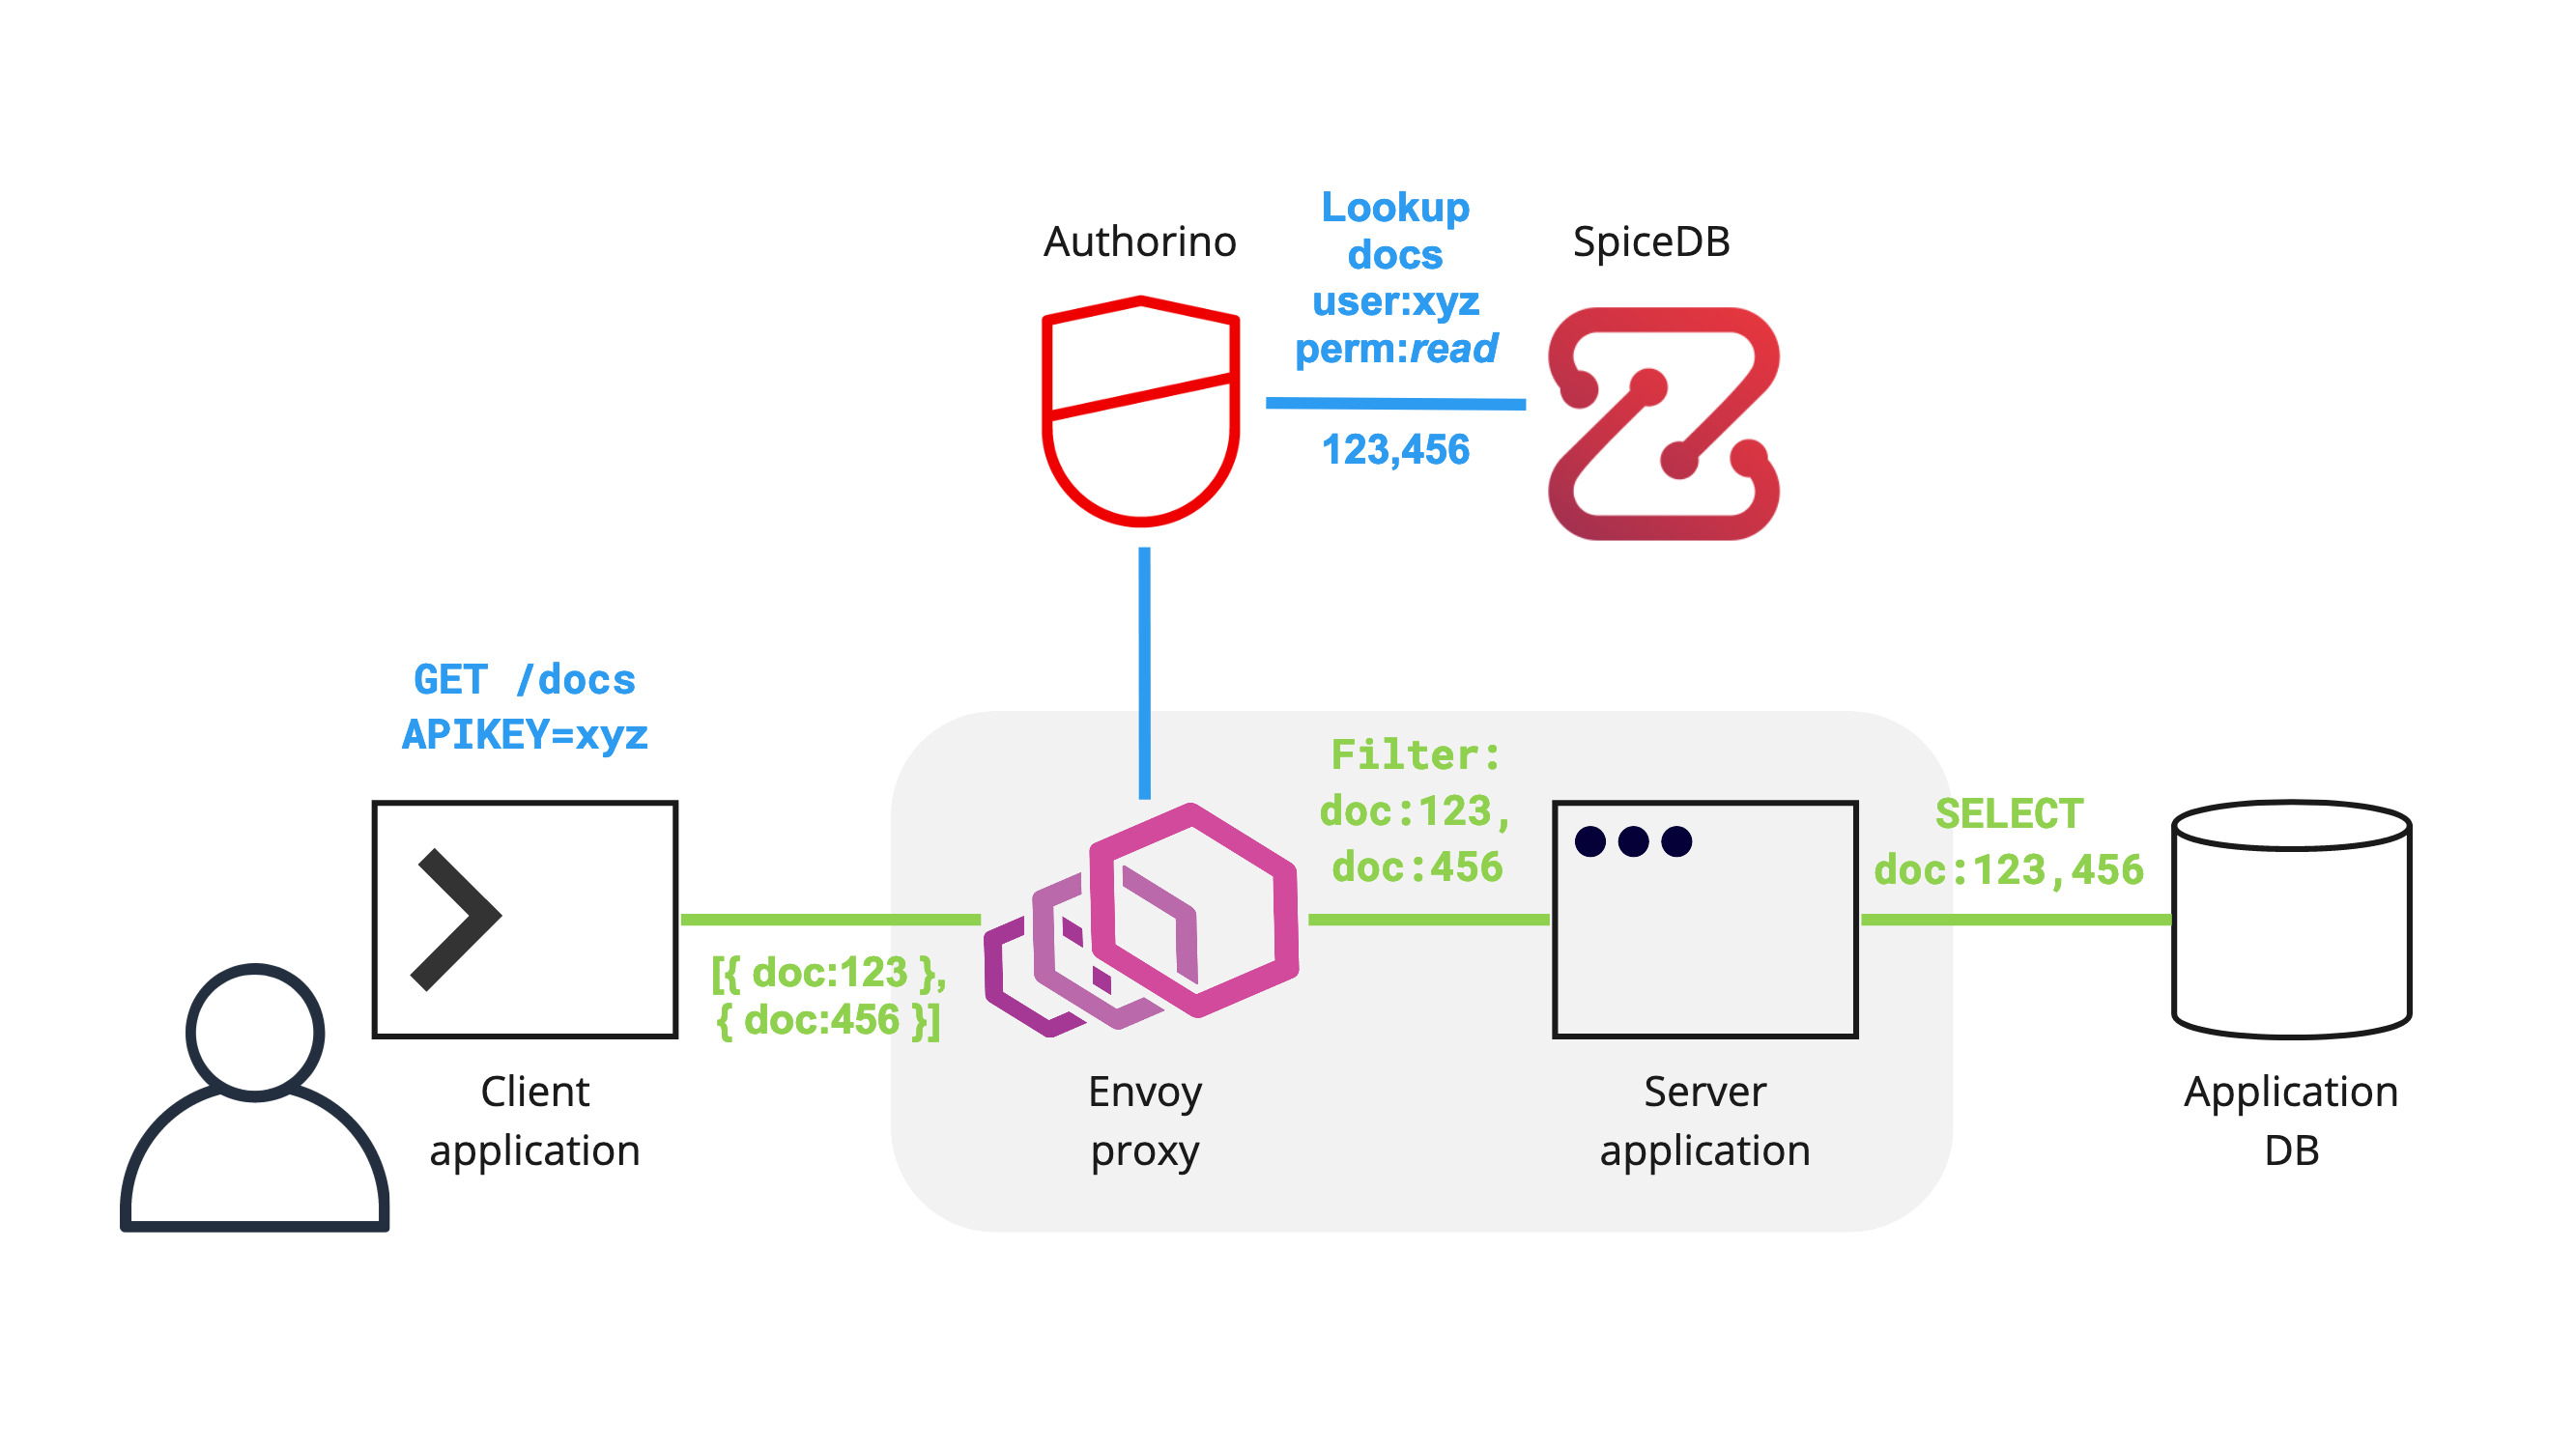 Authorino
Lookup
docs
user:xyz
perm:read
123,456
SpiceDB
GET /docs
APIKEY=xyz
Client
application
[{ doc:123 },
{ doc:456 }]
Envoy
proxy
Filter:
doc:123,
doc:456
Server
application
SELECT
doc:123,456
Application
DB